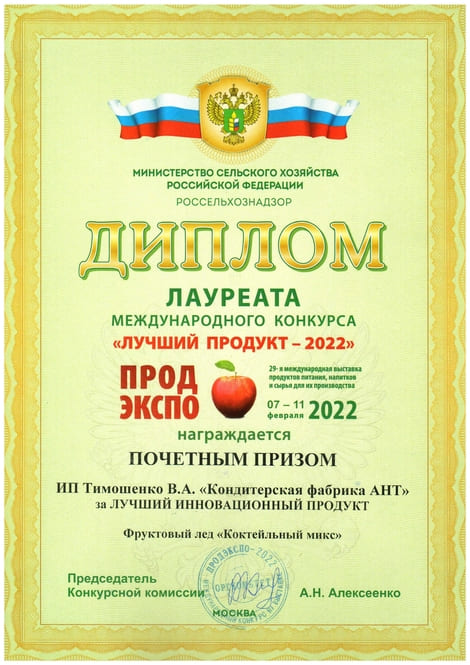 МИНИСТЕРСТВО СЕЛЬСКОГО ХОЗЯЙСТВА
РОССИЙСКОЙ ФЕДЕРАЦИИ
РОССЕЛЬХОЗНАДЗОР
ДИПЛОМ
ЛАУРЕАТА
МЕЖДУНАРОДНОГО КОНКУРСА
«ЛУЧШИЙ ПРОДУКТ – 2022»
ПРОД
ЭКСПО
29- я международная выставка
продуктов питания, напитков
и сырья для их производства
07 – 11
февраля
2022
награждается
ПОЧЕТНЫМ ПРИЗОМ
ИП Тимошенко В.А. «Кондитерская фабрика АНТ»
за ЛУЧШИЙ ИННОВАЦИОННЫЙ ПРОДУКТ
Фруктовый лед «Коктейльный микс»
ПРОДЭКСПО-2022
Председатель
Конкурсной комиссии
А.Н. Алексеенко
МОСКВА